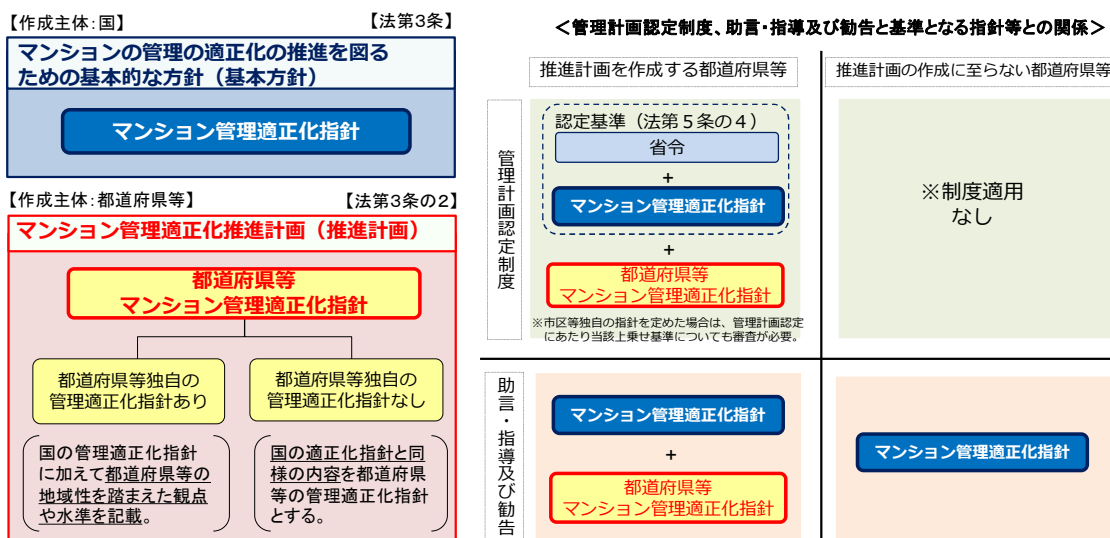 【作成主体:国】
【法第3条】
マンションの管理の適正化の推進を図る
ための基本的な方針（基本方針）
マンション管理適正化指針
【作成主体:都道府県等】
【法第3条の2】
マンション管理適正化推進計画（推進計画）
都道府県等
マンション管理適正化指針
都道府県等独自の
管理適正化指針あり
国の管理適正化指針
に加えて都道府県等の
地域性を踏まえた観点
や水準を記載。
都道府県等独自の
管理適正化指針なし
国の適正化指針と同
様の内容を都道府県
等の管理適正化指針
とする。
＜管理計画認定制度、助言･指導及び勧告と基準となる指針等との関係＞
推進計画を作成する都道府県等
推進計画の作成に至らない都道府県等
管理計画認定制度
認定基準（法第５条の４）
省令
+
マンション管理適正化指針
+
都道府県等
マンション管理適正化指針
※市区等独自の指針を定めた場合は、管理計画認定
にあたり当該上乗せ基準についても審査が必要。
※制度適用
なし
助言・指導及び勧告
マンション管理適正化指針
+
都道府県等
マンション管理適正化指針
マンション管理適正化指針